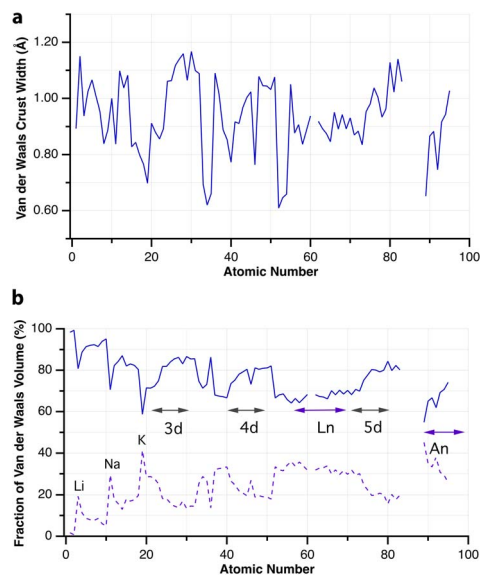 a
Van der Waals Crust Width (Å)
1.20
1.00
0.80
0.60
0 20 40 60 80 100
Atomic Number
b
Fraction of Van der Waals Volume (%)
100
80
60
40
20
0
3d 4d Ln 5d An
Li Na K
0 20 40 60 80 100
Atomic Number